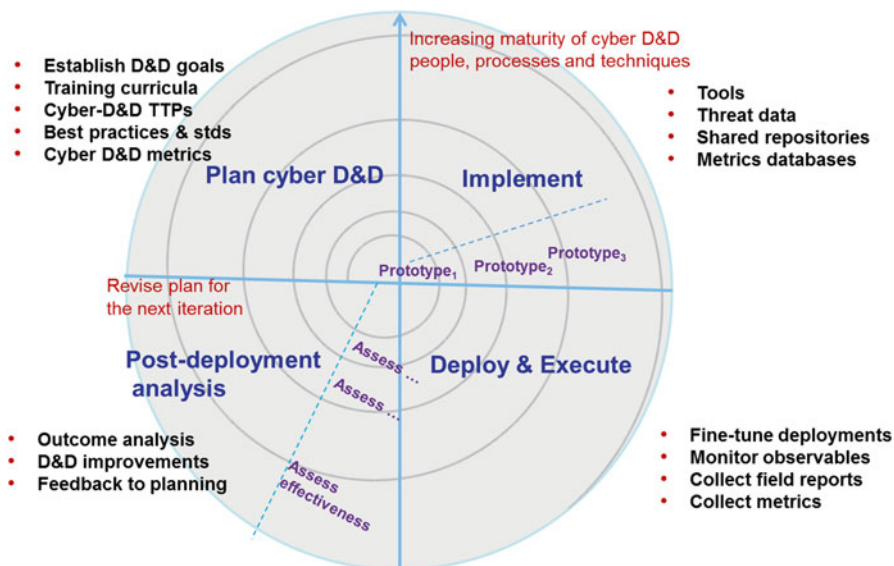 Increasing maturity of cyber D&D
people, processes and techniques
• Establish D&D goals
• Training curricula
• Cyber-D&D TTPs
• Best practices & stds
• Cyber D&D metrics
• Tools
• Threat data
• Shared repositories
• Metrics databases
Plan cyber D&D
Implement
Prototype1
Prototype2
Prototype3
Revise plan for
the next iteration
Post-deployment
analysis
Assess ...
Assess ...
Assess
effectiveness
Deploy & Execute
• Outcome analysis
• D&D improvements
• Feedback to planning
• Fine-tune deployments
• Monitor observables
• Collect field reports
• Collect metrics